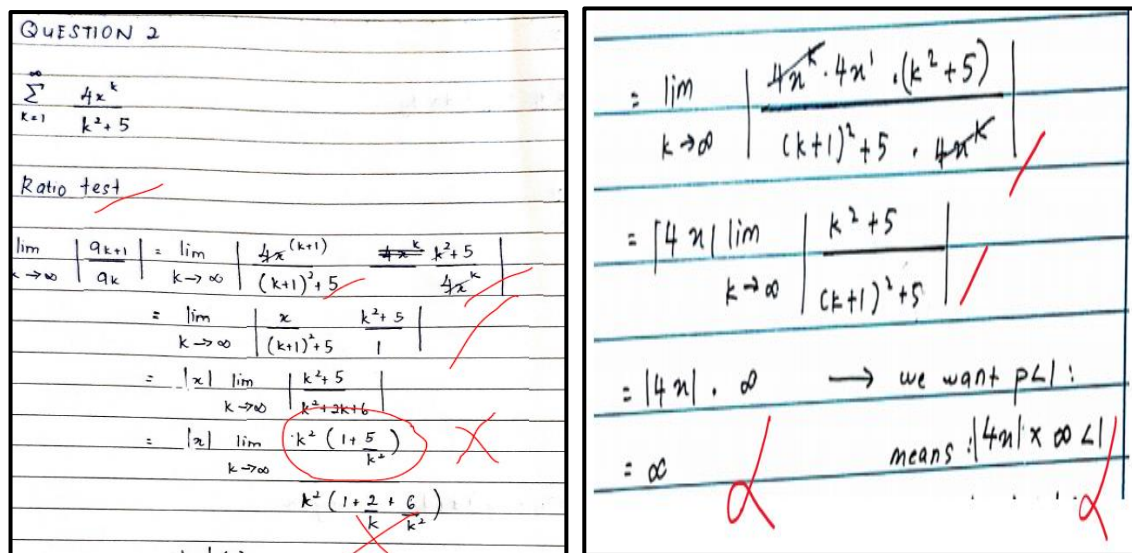 QUESTION 2
∞ Σ k=1 4x^k / k² + 5
Ratio test
lim k→∞ | a_{k+1} / a_k | = lim k→∞ | 4x^{(k+1)} / (k+1)² + 5 k² + 5 / 4x^k |
= lim k→∞ | x / (k+1)² + 5 k² + 5 / 1 |
= |x| lim k→∞ | k² + 5 / k² + 2k + 6 |
= |x| lim k→∞ k² (1 + 5/k²) / k² (1 + 2/k + 6/k²)
= lim k→∞ | 4x^k · 4x¹ · (k² + 5) / (k+1)² + 5 · 4x^k |
= |4x| lim k→∞ | k² + 5 / (k+1)² + 5 |
= |4x| · ∞ → we want p<1 :
= ∞ means : |4x| × ∞ <1